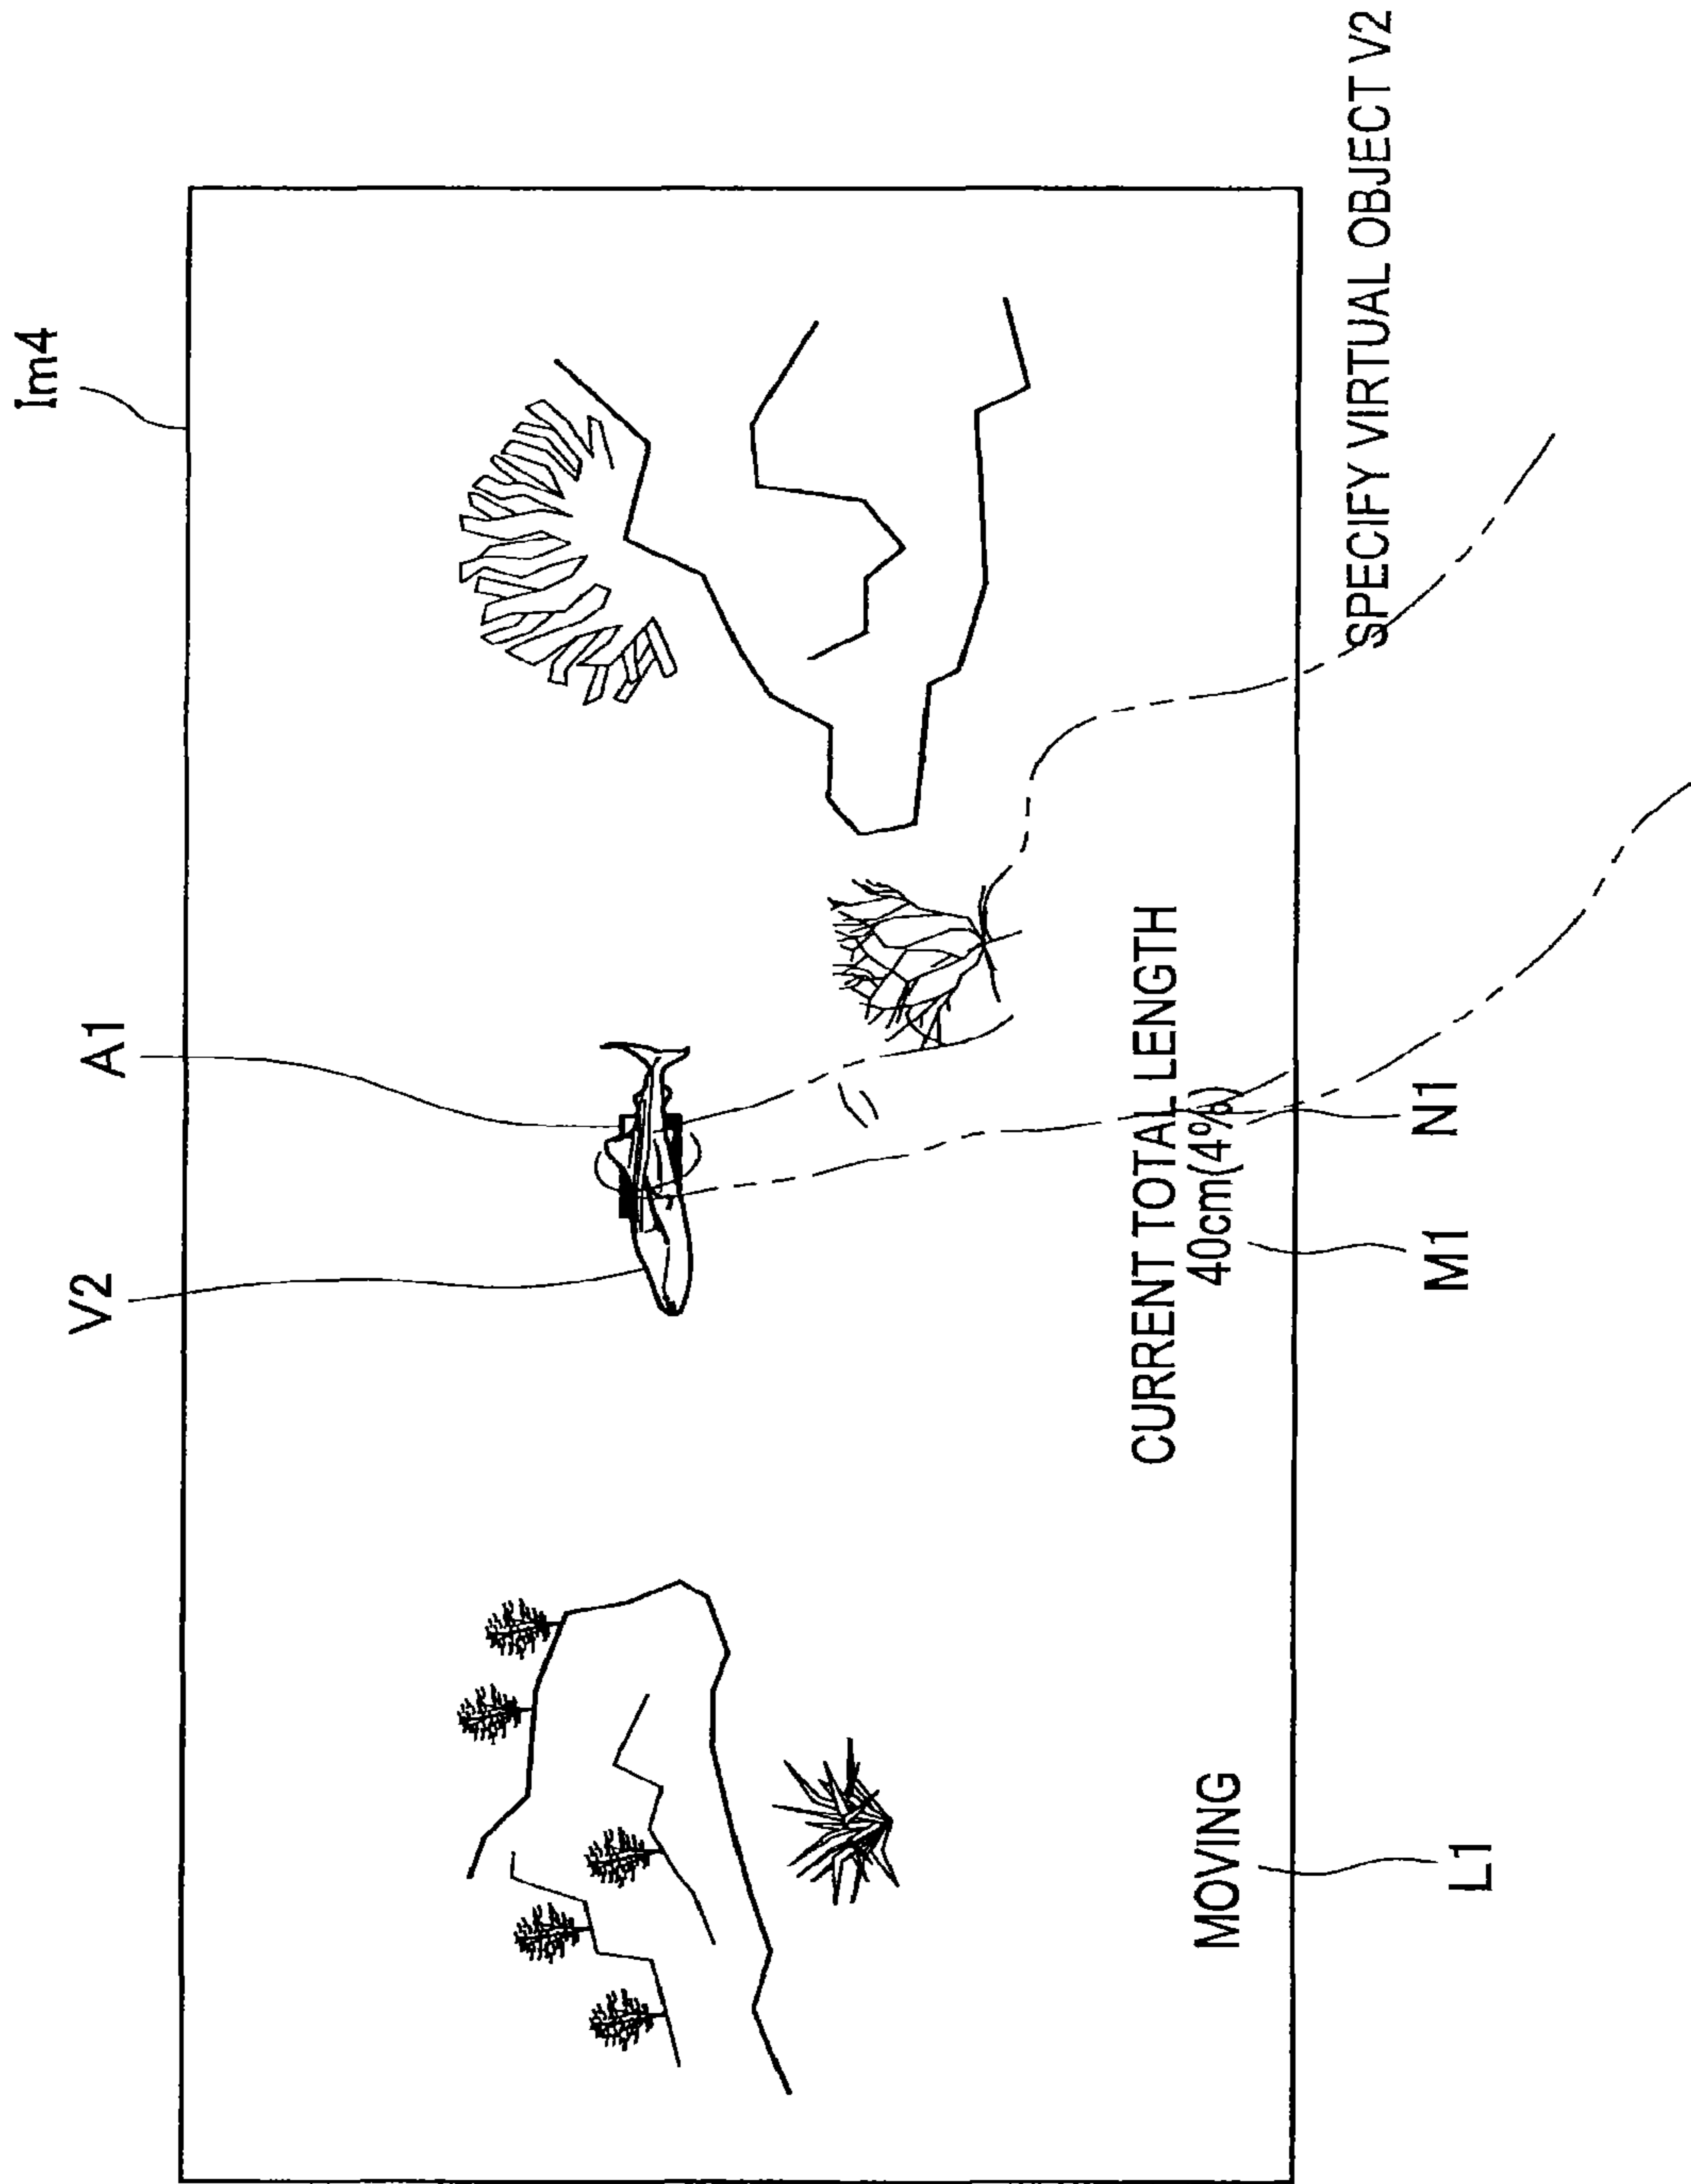 Im4
V2
A1
CURRENT TOTAL LENGTH
40cm(4%)
MOVING
SPECIFY VIRTUAL OBJECT V2
L1
M1
N1